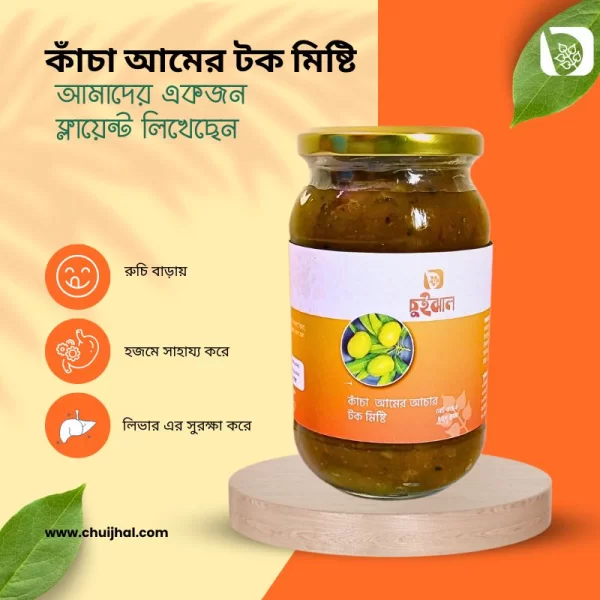 কাঁচা আমের টক মিষ্টি
আমাদের একজন
ক্লায়েন্ট লিখেছেন
রুচি বাড়ায়
হজমে সাহায্য করে
লিভার এর সুরক্ষা করে
চুইঝাল
কাঁচা আমের আচার
টক মিষ্টি
www.chuijhal.com